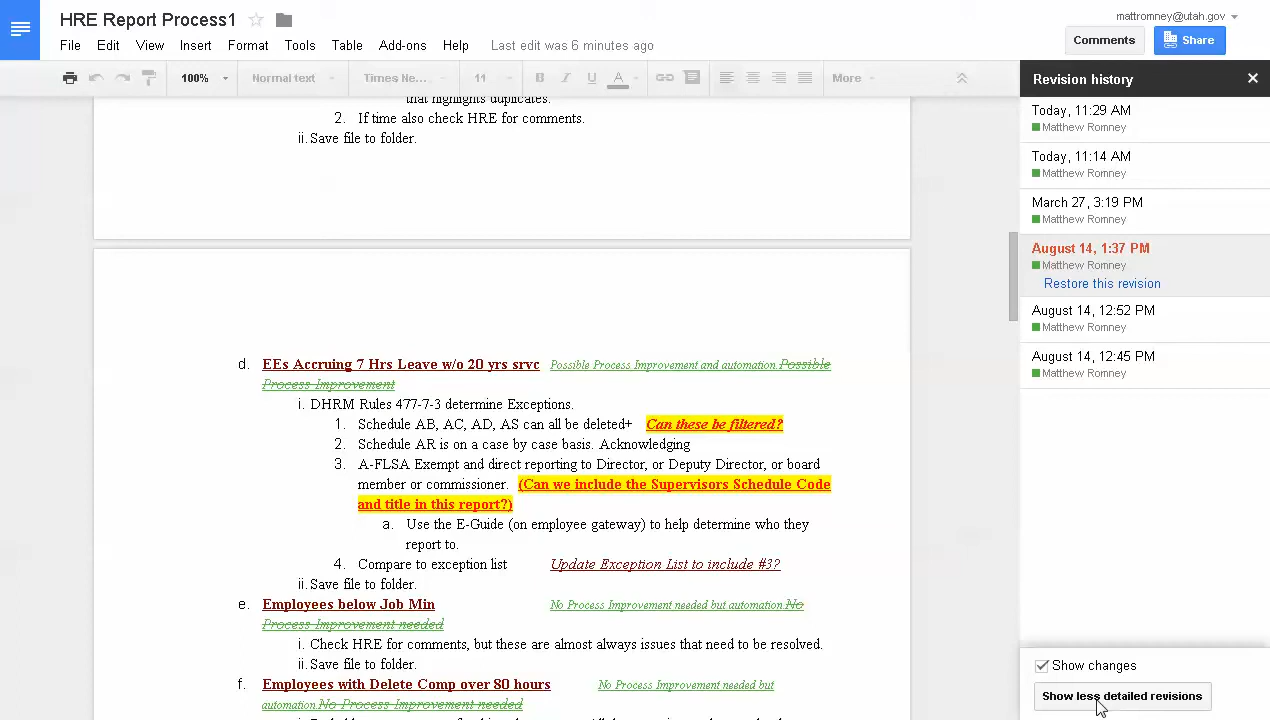 HRE Report Process1
mattromney@utah.gov
File Edit View Insert Format Tools Table Add-ons Help Last edit was 6 minutes ago
Comments Share
100% Normal text Times Ne... 11 B I U A More
Revision history
that highlights duplicates.
2. If time also check HRE for comments.
ii. Save file to folder.
d. EEs Accruing 7 Hrs Leave w/o 20 yrs srvc Possible Process Improvement and automation.Possible
Process Improvement
i. DHRM Rules 477-7-3 determine Exceptions.
1. Schedule AB, AC, AD, AS can all be deleted+ Can these be filtered?
2. Schedule AR is on a case by case basis. Acknowledging
3. A-FLSA Exempt and direct reporting to Director, or Deputy Director, or board
member or commissioner. (Can we include the Supervisors Schedule Code
and title in this report?)
a. Use the E-Guide (on employee gateway) to help determine who they
report to.
4. Compare to exception list Update Exception List to include #3?
ii. Save file to folder.
e. Employees below Job Min No Process Improvement needed but automation.No
Process Improvement needed
i. Check HRE for comments, but these are almost always issues that need to be resolved.
ii. Save file to folder.
f. Employees with Delete Comp over 80 hours No Process Improvement needed but
automation.No Process Improvement needed
Today, 11:29 AM
Matthew Romney
Today, 11:14 AM
Matthew Romney
March 27, 3:19 PM
Matthew Romney
August 14, 1:37 PM
Matthew Romney
Restore this revision
August 14, 12:52 PM
Matthew Romney
August 14, 12:45 PM
Matthew Romney
Show changes
Show less detailed revisions